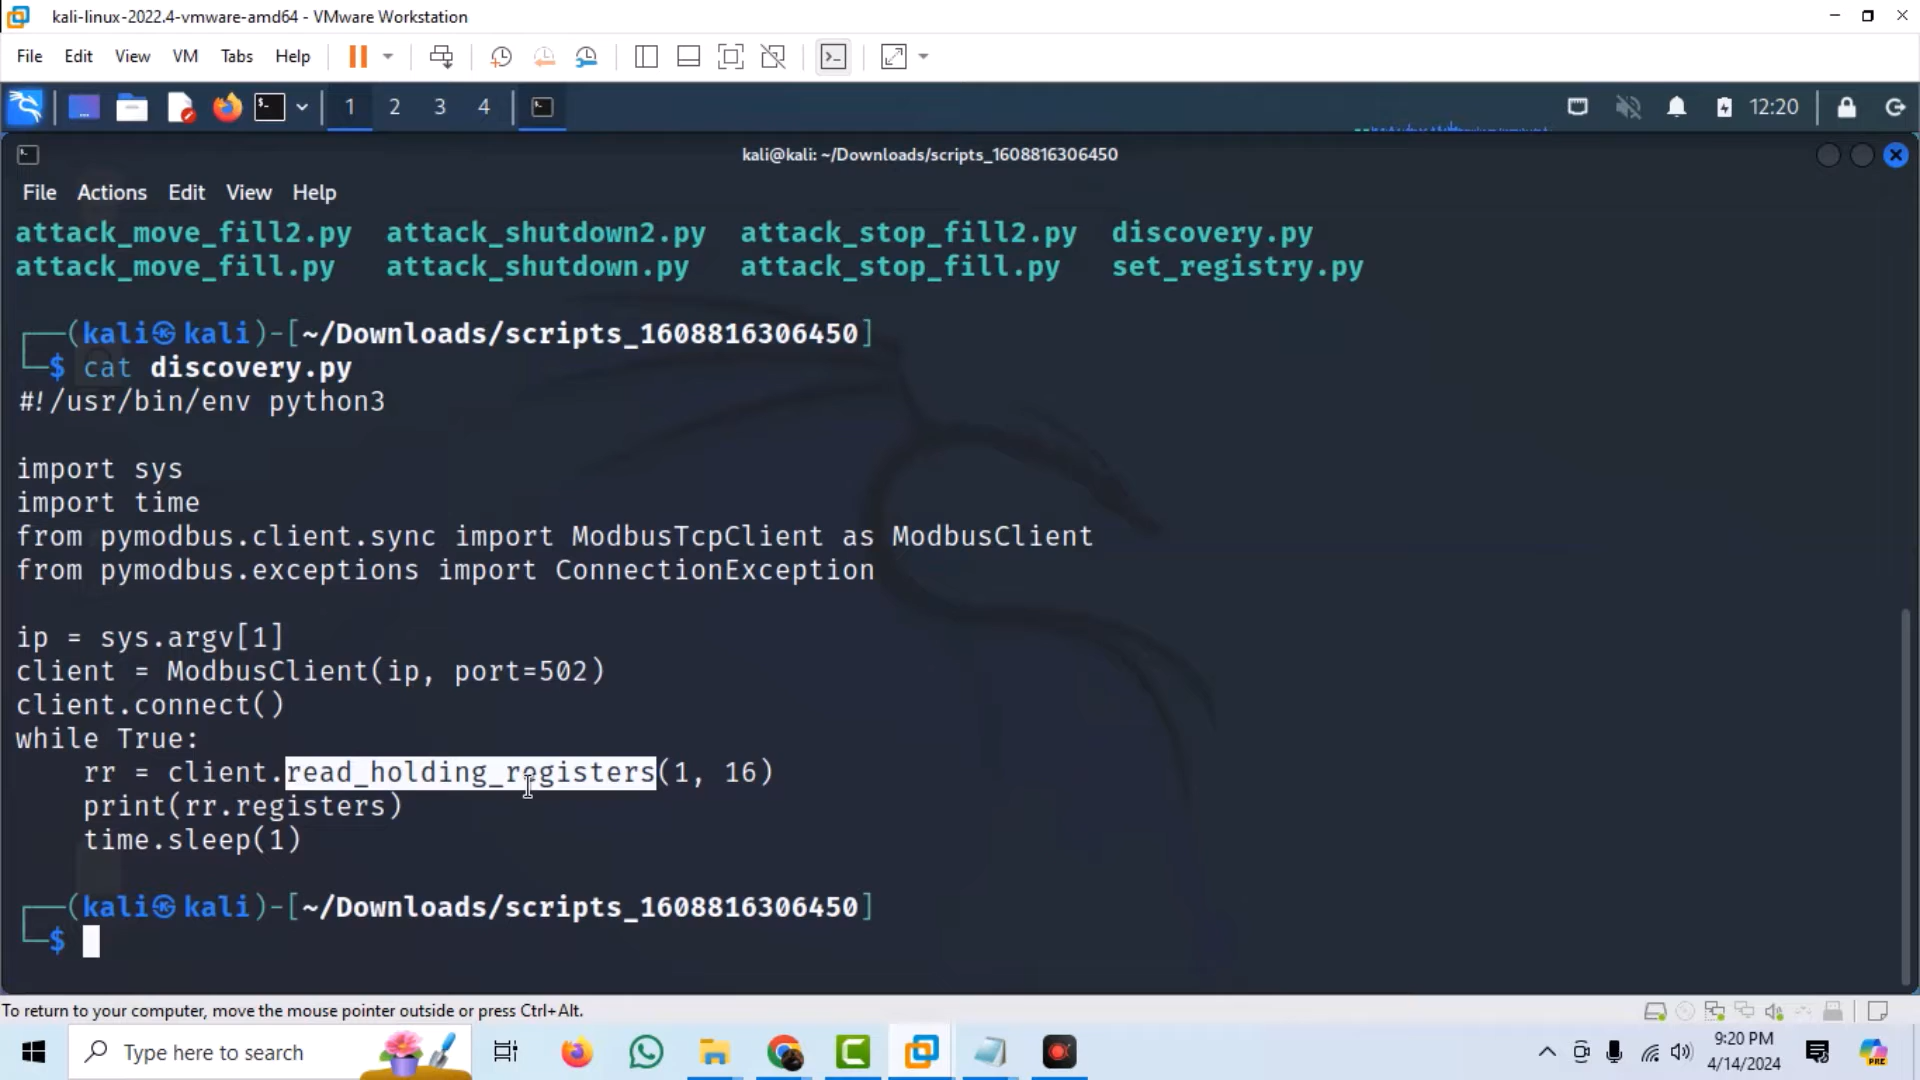 kali-linux-2022.4-vmware-amd64 - VMware Workstation
File Edit View VM Tabs Help
1 2 3 4 12:20
kali@kali: ~/Downloads/scripts_1608816306450
File Actions Edit View Help
attack_move_fill2.py attack_shutdown2.py attack_stop_fill2.py discovery.py
attack_move_fill.py attack_shutdown.py attack_stop_fill.py set_registry.py
┌──(kali㉿kali)-[~/Downloads/scripts_1608816306450]
└─$ cat discovery.py
#!/usr/bin/env python3
import sys
import time
from pymodbus.client.sync import ModbusTcpClient as ModbusClient
from pymodbus.exceptions import ConnectionException
ip = sys.argv[1]
client = ModbusClient(ip, port=502)
client.connect()
while True:
rr = client.read_holding_registers(1, 16)
print(rr.registers)
time.sleep(1)
┌──(kali㉿kali)-[~/Downloads/scripts_1608816306450]
└─$
To return to your computer, move the mouse pointer outside or press Ctrl+Alt.
Type here to search
9:20 PM
4/14/2024
PRE